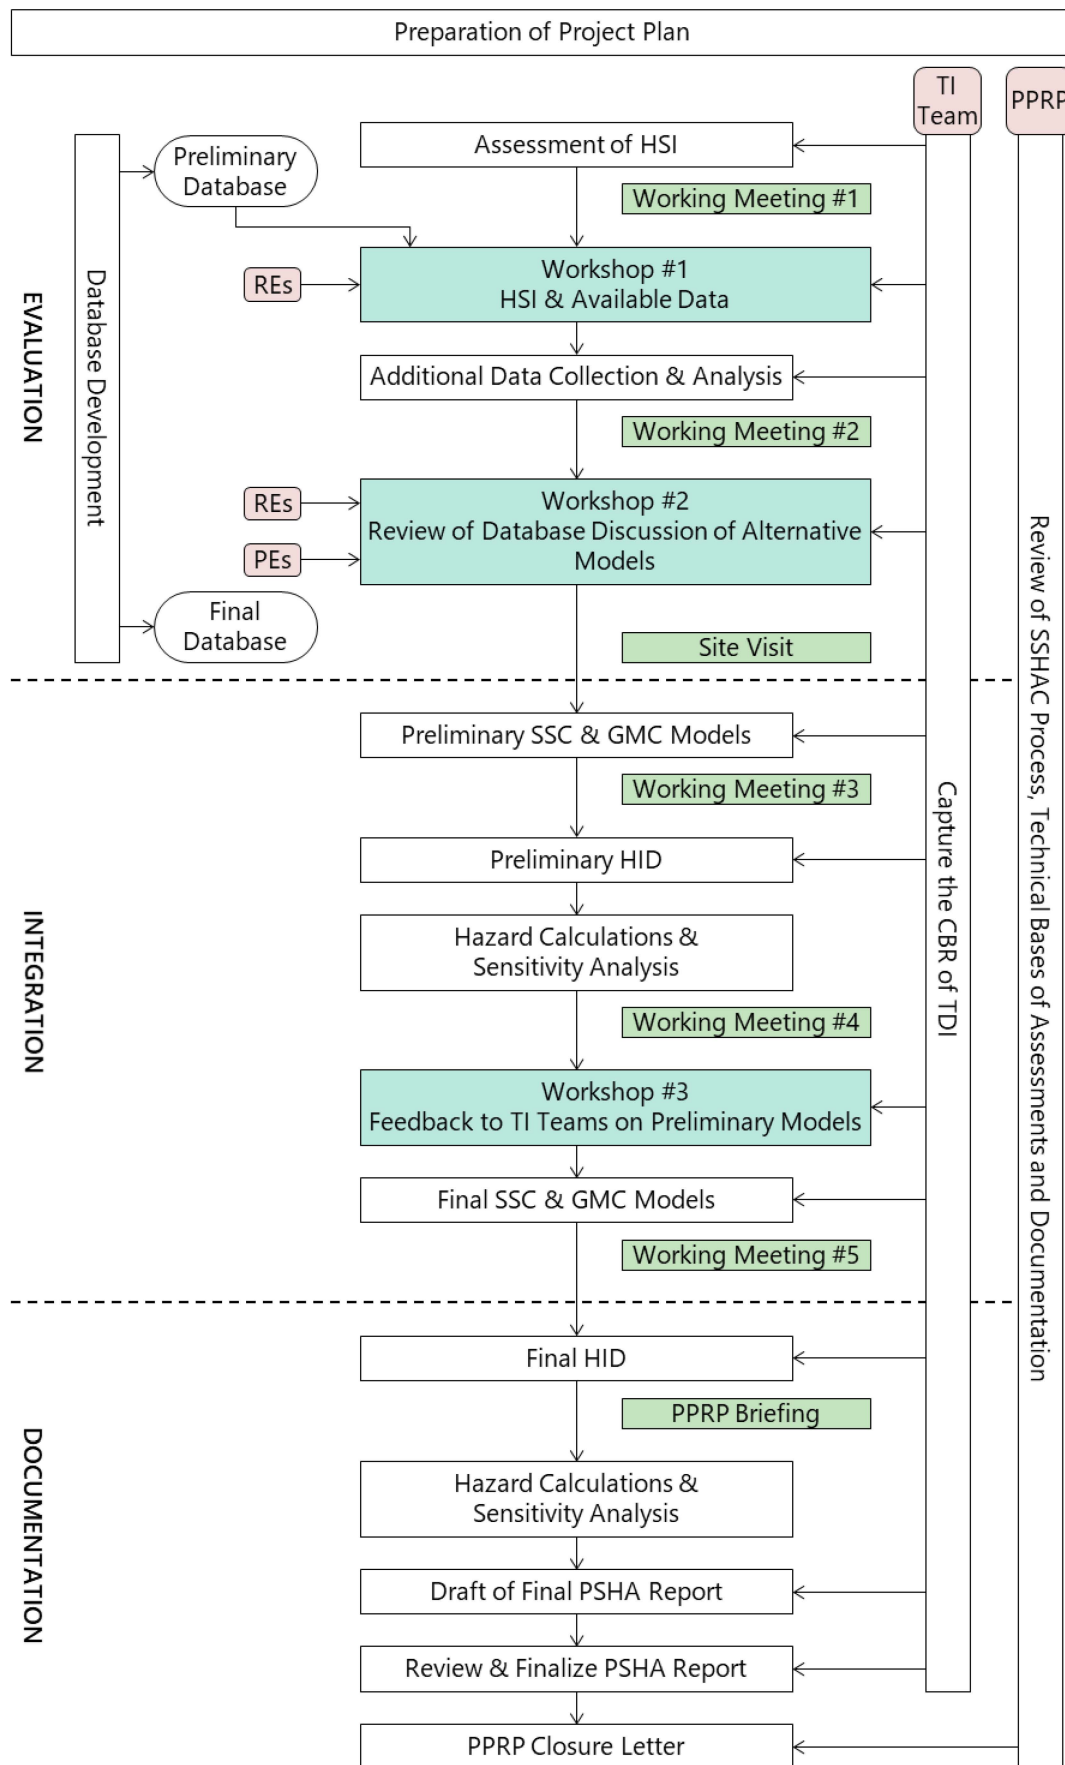 Preparation of Project Plan
TI
Team
PPRP
Assessment of HSI
Preliminary
Database
Working Meeting #1
Workshop #1
HSI & Available Data
REs
Database Development
EVALUATION
Additional Data Collection & Analysis
Working Meeting #2
Workshop #2
Review of Database Discussion of Alternative
Models
REs
PEs
Final
Database
Site Visit
Review of SSHAC Process, Technical Bases of Assessments and Documentation
Preliminary SSC & GMC Models
Working Meeting #3
Capture the CBR of TDI
Preliminary HID
INTEGRATION
Hazard Calculations &
Sensitivity Analysis
Working Meeting #4
Workshop #3
Feedback to TI Teams on Preliminary Models
Final SSC & GMC Models
Working Meeting #5
Final HID
PPRP Briefing
DOCUMENTATION
Hazard Calculations &
Sensitivity Analysis
Draft of Final PSHA Report
Review & Finalize PSHA Report
PPRP Closure Letter